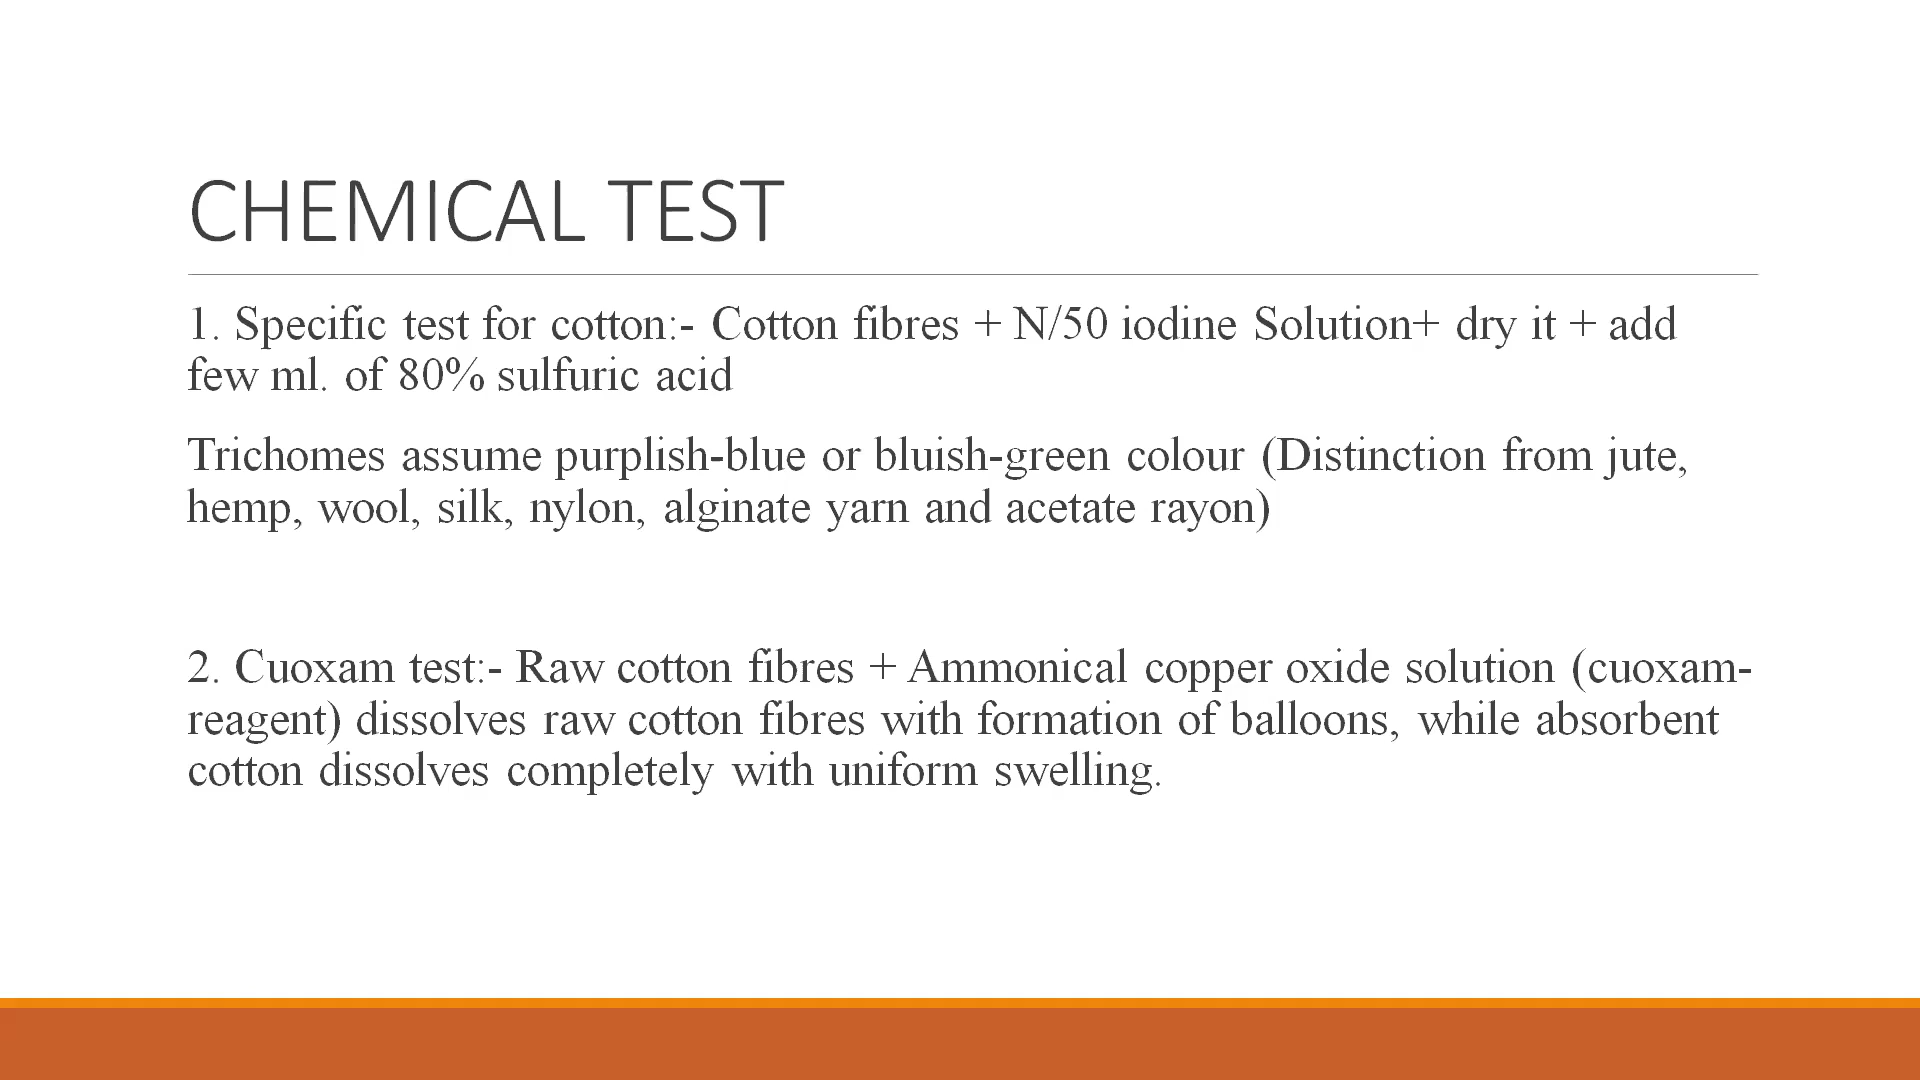 CHEMICAL TEST
1. Specific test for cotton:- Cotton fibres + N/50 iodine Solution+ dry it + add
few ml. of 80% sulfuric acid
Trichomes assume purplish-blue or bluish-green colour (Distinction from jute,
hemp, wool, silk, nylon, alginate yarn and acetate rayon)
2. Cuoxam test:- Raw cotton fibres + Ammonical copper oxide solution (cuoxam-
reagent) dissolves raw cotton fibres with formation of balloons, while absorbent
cotton dissolves completely with uniform swelling.